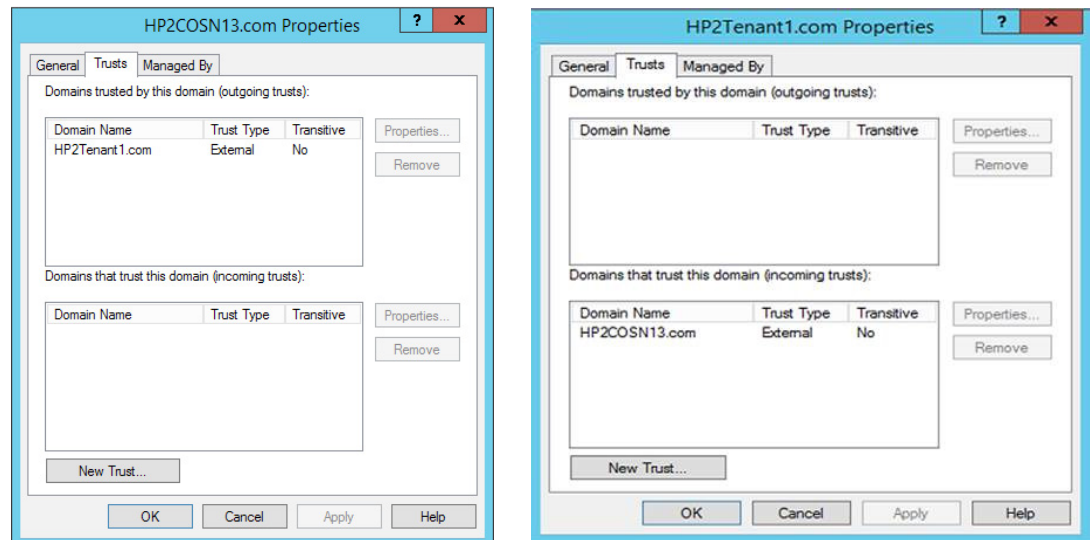 HP2COSN13.com Properties
?
x
General Trusts Managed By
Domains trusted by this domain (outgoing trusts):
Domain Name Trust Type Transitive
HP2Tenant1.com External No
Properties...
Remove
Domains that trust this domain (incoming trusts):
Domain Name Trust Type Transitive
Properties...
Remove
New Trust...
OK Cancel Apply Help
HP2Tenant1.com Properties
?
x
General Trusts Managed By
Domains trusted by this domain (outgoing trusts):
Domain Name Trust Type Transitive
Properties...
Remove
Domains that trust this domain (incoming trusts):
Domain Name Trust Type Transitive
HP2COSN13.com External No
Properties...
Remove
New Trust...
OK Cancel Apply Help